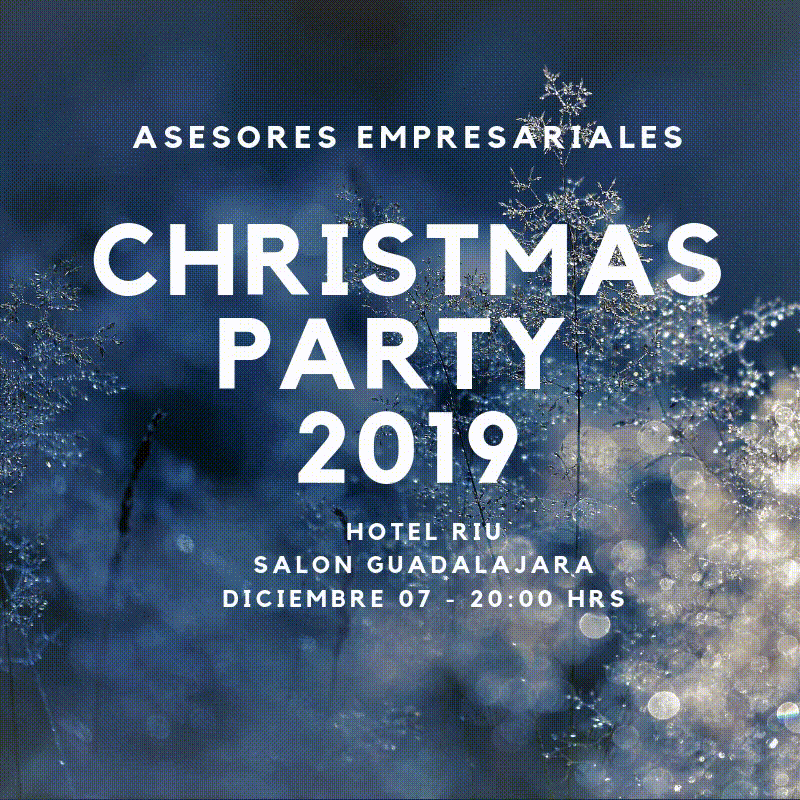 ASESORES EMPRESARIALES
CHRISTMAS
PARTY
2019
HOTEL RIU
SALON GUADALAJARA
DICIEMBRE 07 - 20:00 HRS